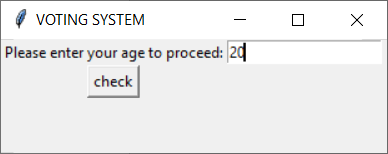 VOTING SYSTEM
Please enter your age to proceed: 20
check